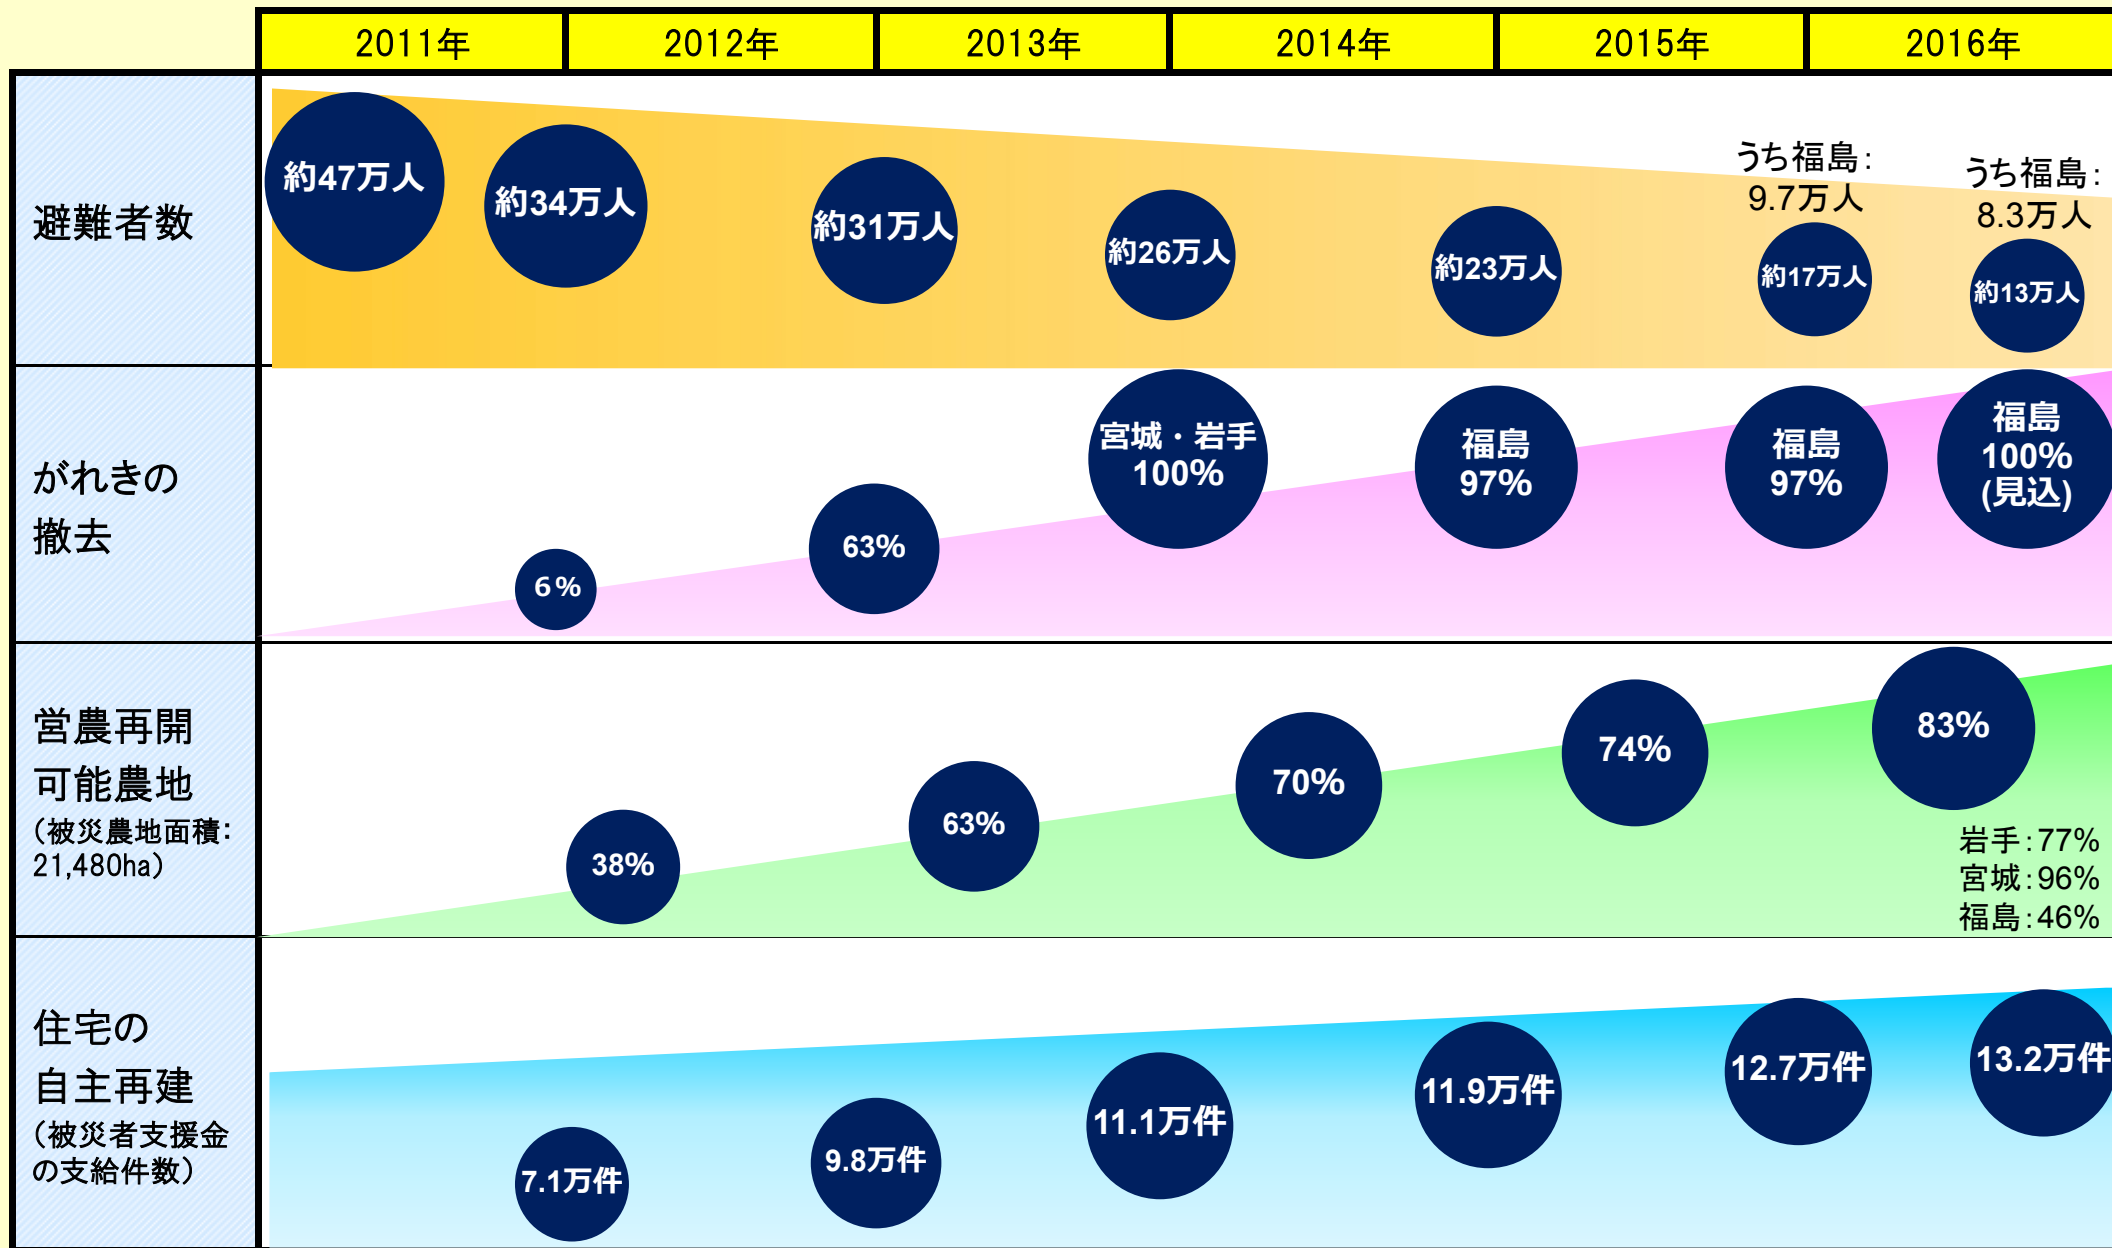 2011年
2012年
2013年
2014年
2015年
2016年
避難者数
約47万人
約34万人
約31万人
約26万人
約23万人
うち福島：
9.7万人
約17万人
うち福島：
8.3万人
約13万人
がれきの
撤去
6％
63%
宮城・岩手
100%
福島
97%
福島
97%
福島
100%
(見込)
営農再開
可能農地
（被災農地面積：
21,480ha）
38%
63%
70%
74%
83%
岩手：77%
宮城：96%
福島：46%
住宅の
自主再建
（被災者支援金
の支給件数）
7.1万件
9.8万件
11.1万件
11.9万件
12.7万件
13.2万件